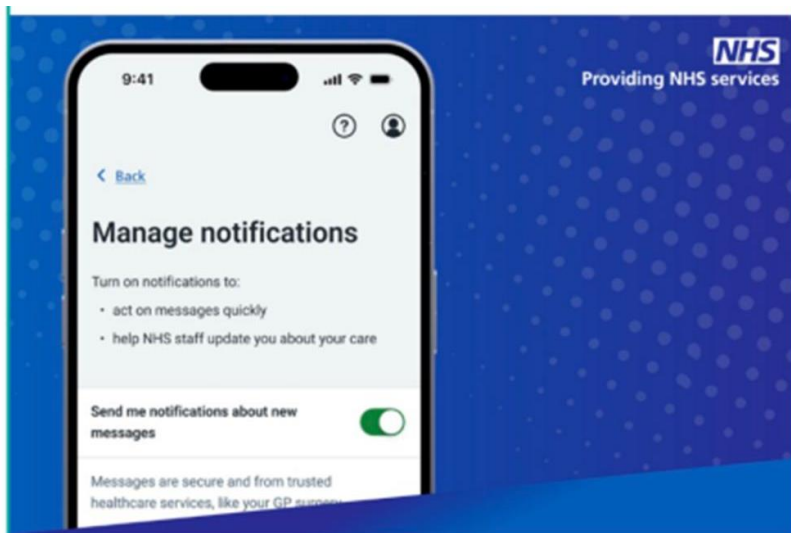 9:41
NHS
Providing NHS services
?
Back
Manage notifications
Turn on notifications to:
• act on messages quickly
• help NHS staff update you about your care
Send me notifications about new
messages
Messages are secure and from trusted
healthcare services, like your GP surgery